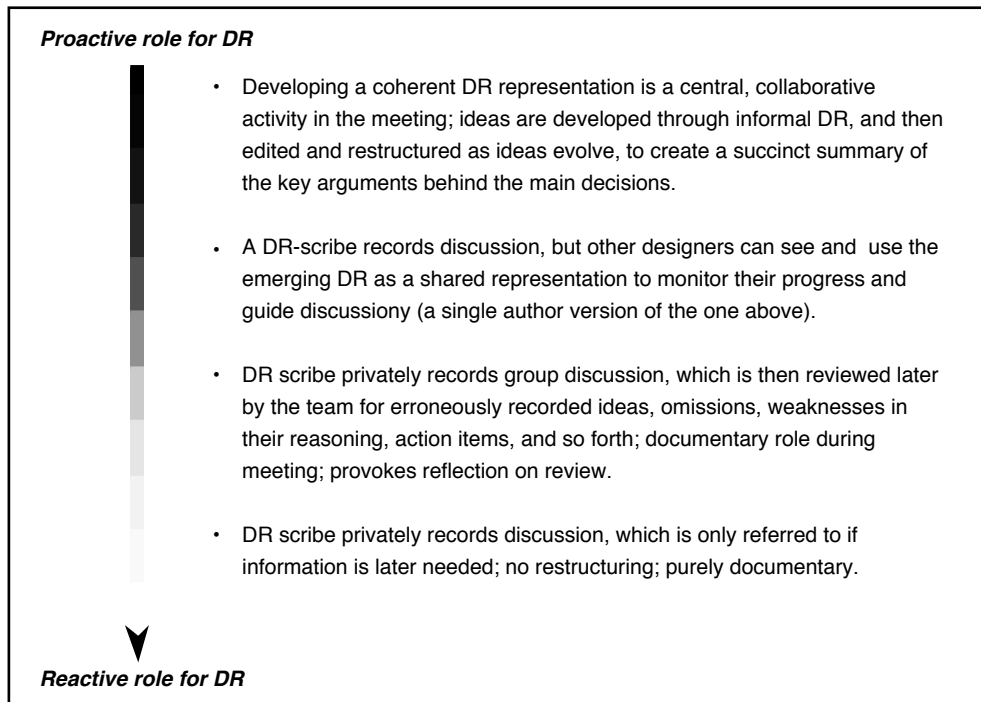 Proactive role for DR
• Developing a coherent DR representation is a central, collaborative
activity in the meeting; ideas are developed through informal DR, and then
edited and restructured as ideas evolve, to create a succinct summary of
the key arguments behind the main decisions.
• A DR-scribe records discussion, but other designers can see and use the
emerging DR as a shared representation to monitor their progress and
guide discussiony (a single author version of the one above).
• DR scribe privately records group discussion, which is then reviewed later
by the team for erroneously recorded ideas, omissions, weaknesses in
their reasoning, action items, and so forth; documentary role during
meeting; provokes reflection on review.
• DR scribe privately records discussion, which is only referred to if
information is later needed; no restructuring; purely documentary.
Reactive role for DR